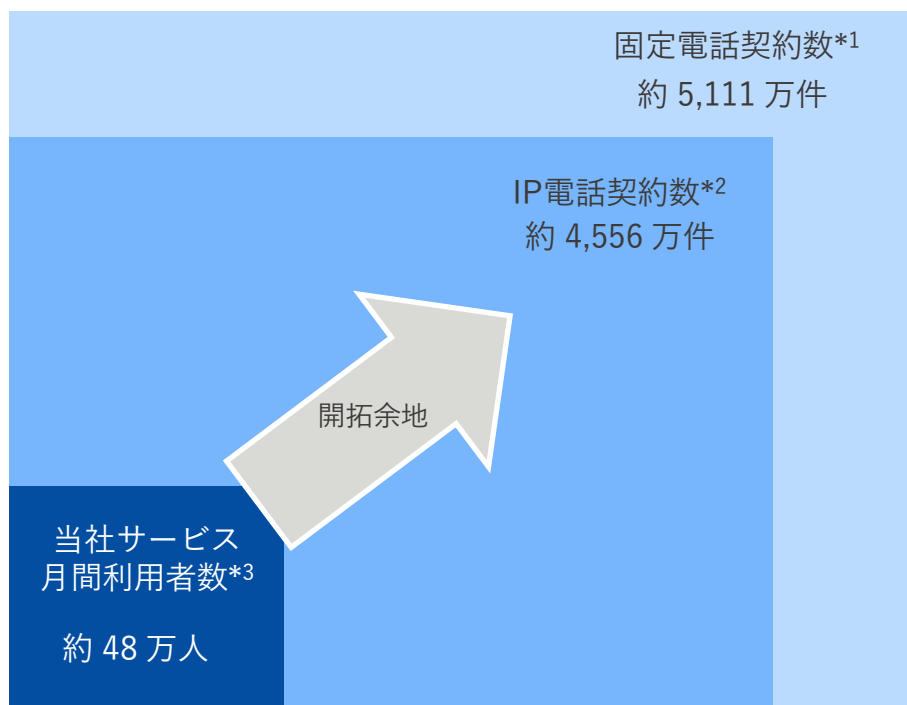 固定電話契約数*1
約 5,111 万件
IP電話契約数*2
約 4,556 万件
開拓余地
当社サービス
月間利用者数*3
約 48 万人